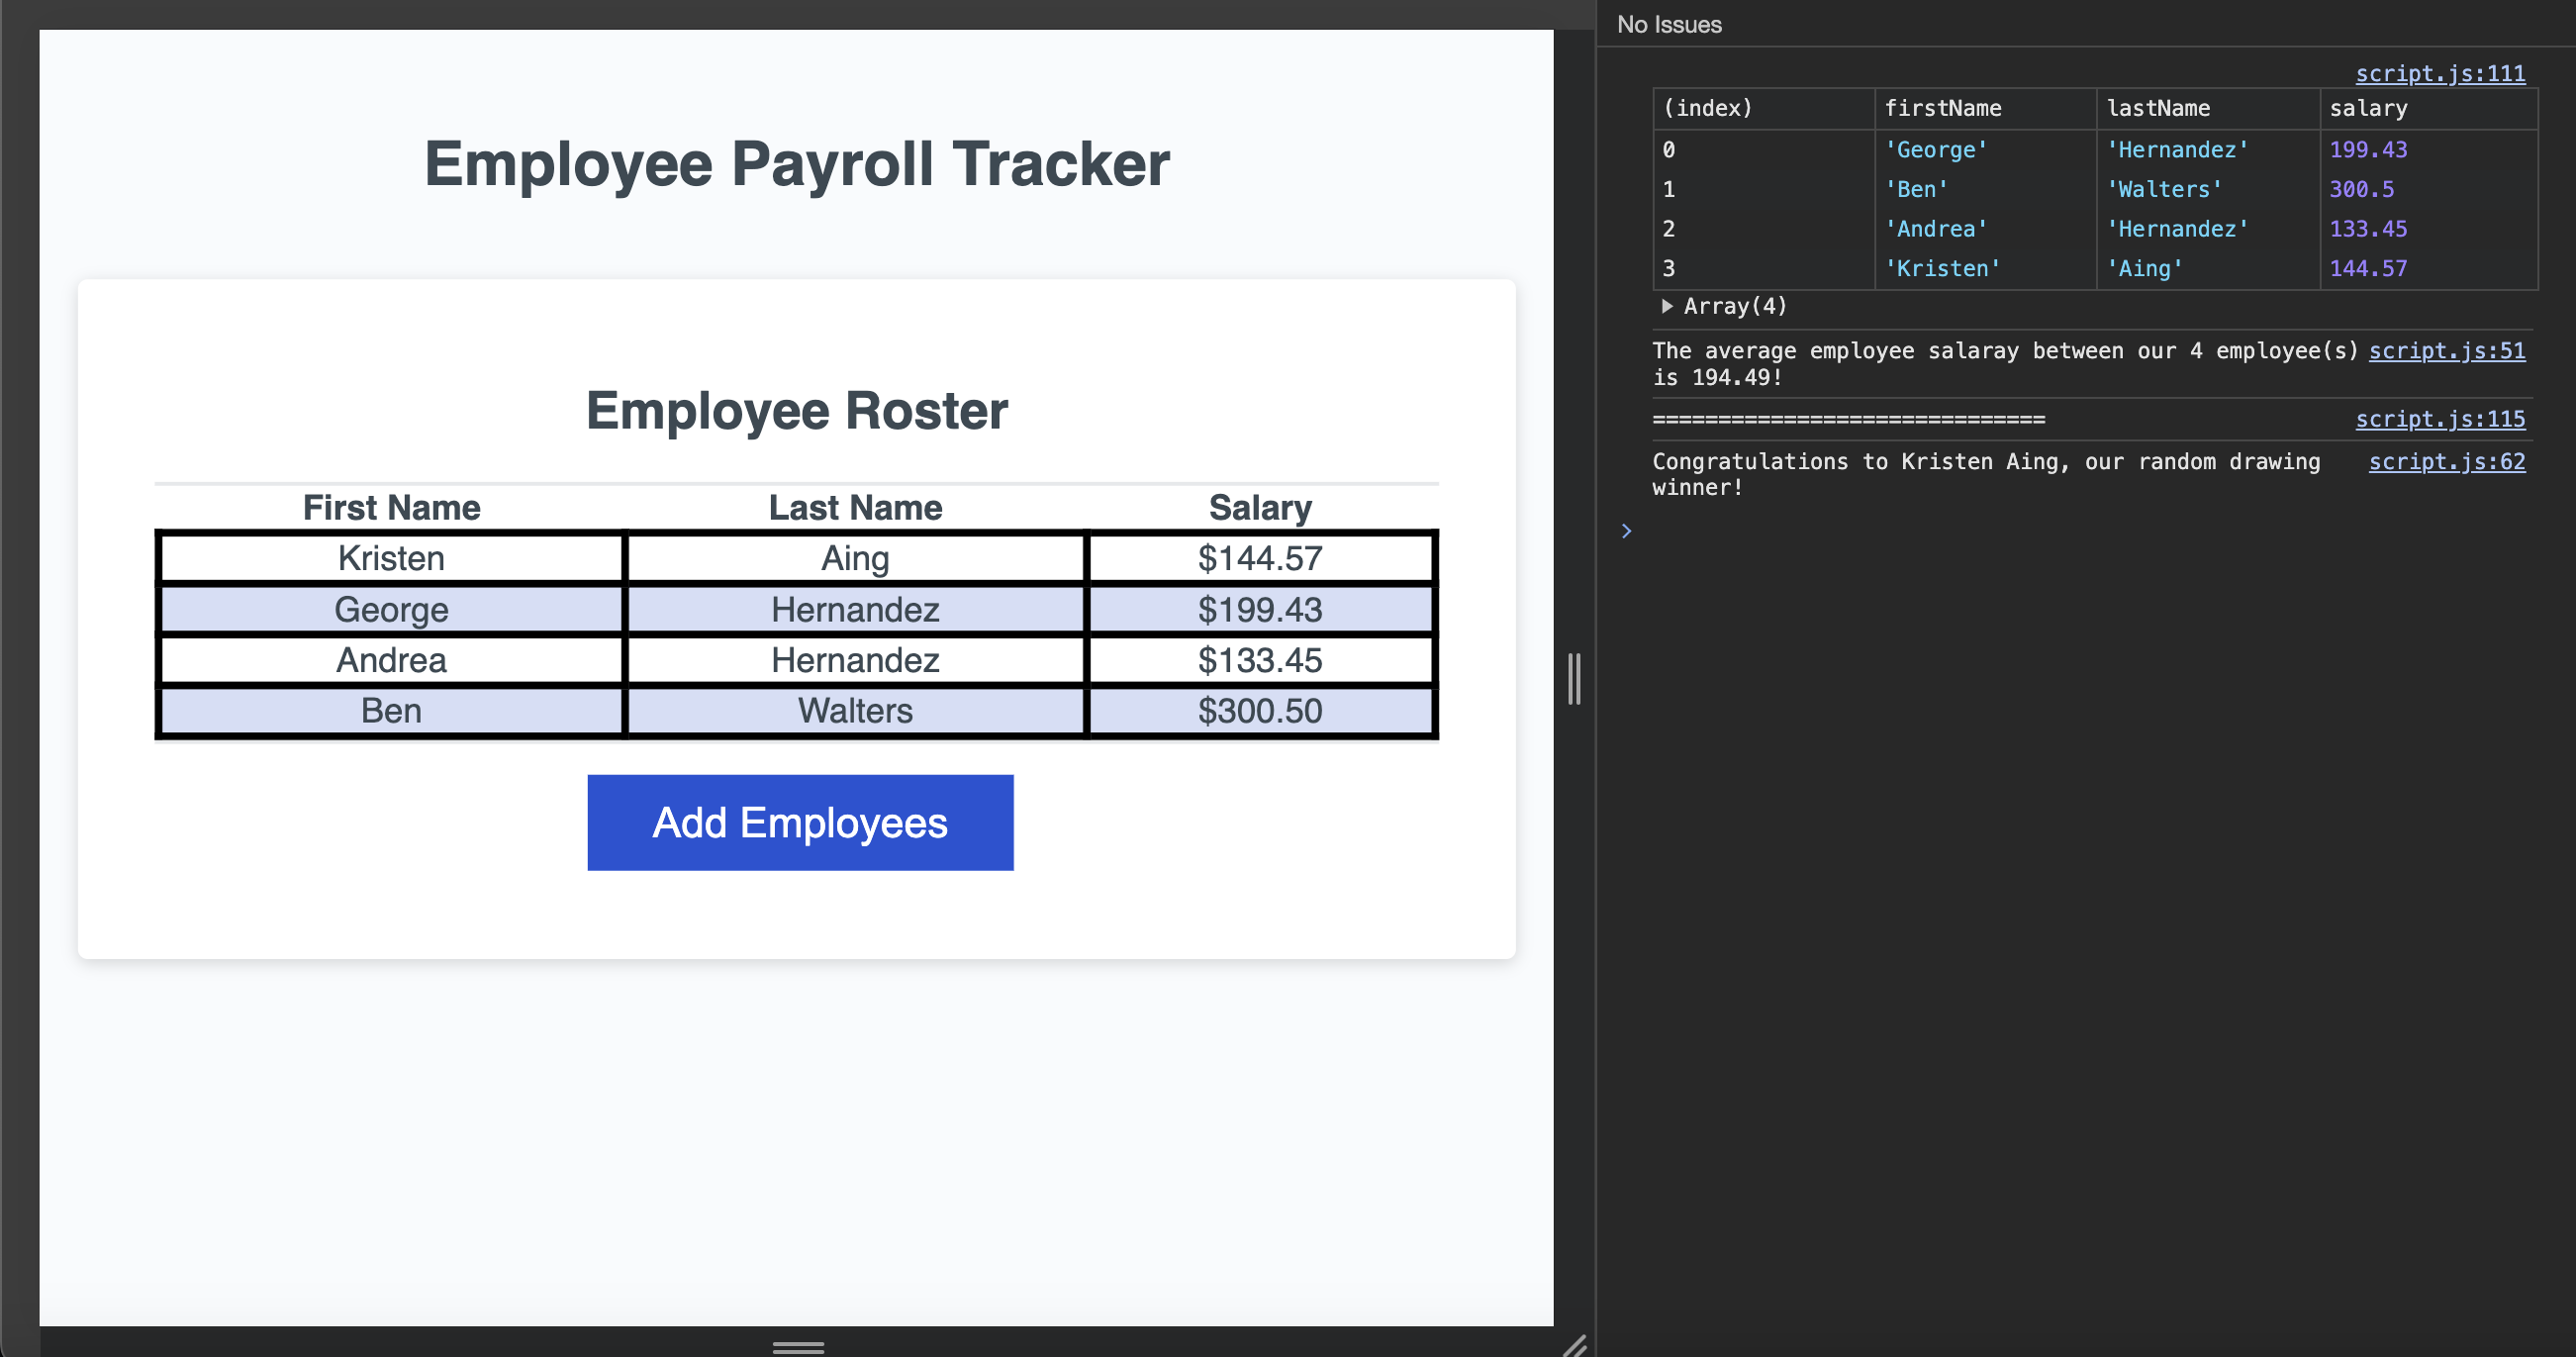 Employee Payroll Tracker
Employee Roster
First Name Last Name Salary
Kristen Aing $144.57
George Hernandez $199.43
Andrea Hernandez $133.45
Ben Walters $300.50
Add Employees
No Issues
script.js:111
(index) firstName lastName salary
0 'George' 'Hernandez' 199.43
1 'Ben' 'Walters' 300.5
2 'Andrea' 'Hernandez' 133.45
3 'Kristen' 'Aing' 144.57
Array(4)
The average employee salaray between our 4 employee(s) script.js:51
is 194.49!
============================== script.js:115
Congratulations to Kristen Aing, our random drawing script.js:62
winner!